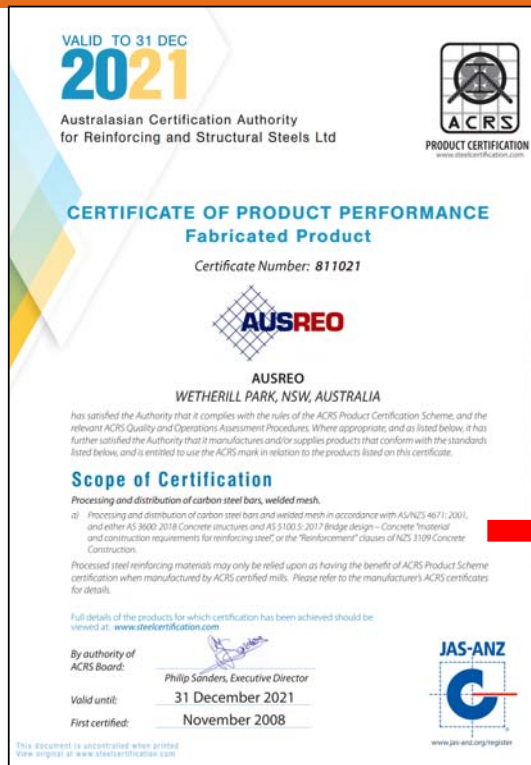 VALID TO 31 DEC
2021
Australasian Certification Authority
for Reinforcing and Structural Steels Ltd
ACRS
PRODUCT CERTIFICATION
www.steelcertification.com
CERTIFICATE OF PRODUCT PERFORMANCE
Fabricated Product
Certificate Number: 811021
AUSREO
AUSREO
WETHERILL PARK, NSW, AUSTRALIA
has satisfied the Authority that it complies with the rules of the ACRS Product Certification Scheme, and the
relevant ACRS Quality and Operations Assessment Procedures. Where appropriate, and as listed below, it has
further satisfied the Authority that it manufactures and/or supplies products that conform with the standards
listed below, and is entitled to use the ACRS mark in relation to the products listed on this certificate.
Scope of Certification
Processing and distribution of carbon steel bars, welded mesh.
a) Processing and distribution of carbon steel bars and welded mesh in accordance with AS/NZS 4671: 2001,
and either AS 3600: 2018 Concrete structures and AS 5100.5: 2017 Bridge design – Concrete "material
and construction requirements for reinforcing steel", or the "Reinforcement" clauses of NZS 3109 Concrete
Construction.
Processed steel reinforcing materials may only be relied upon as having the benefit of ACRS Product Scheme
certification when manufactured by ACRS certified mills. Please refer to the manufacturer's ACRS certificates
for details.
Full details of the products for which certification has been achieved should be
viewed at: www.steelcertification.com
By authority of
ACRS Board:
Philip Sanders, Executive Director
Valid until: 31 December 2021
First certified: November 2008
JAS-ANZ
www.jas-anz.org/register
This document is uncontrolled when printed
View original at www.steelcertification.com